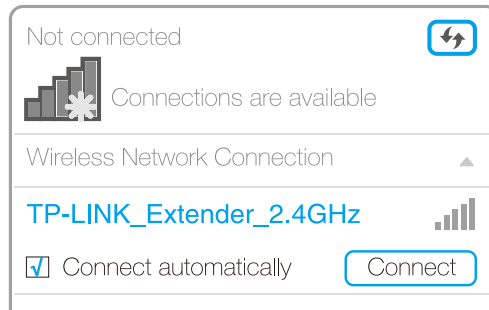 Not connected
Connections are available
Wireless Network Connection
TP-LINK_Extender_2.4GHz
Connect automatically Connect